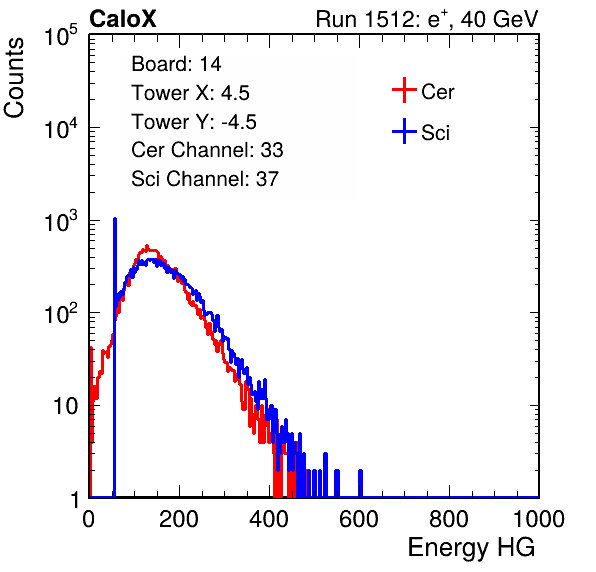 CaloX Run 1512: e⁺, 40 GeV
Counts
10⁵
10⁴
10³
10²
10
1
Board: 14
Tower X: 4.5
Tower Y: -4.5
Cer Channel: 33
Sci Channel: 37
Cer
Sci
0 200 400 600 800 1000
Energy HG